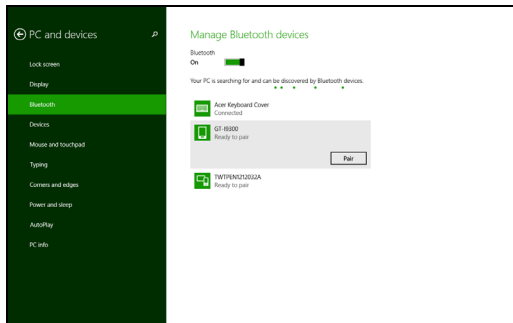 PC and devices
Lock screen
Display
Bluetooth
Devices
Mouse and touchpad
Typing
Corners and edges
Power and sleep
AutoPlay
PC info
Manage Bluetooth devices
Bluetooth
On
Your PC is searching for and can be discovered by Bluetooth devices.
Acer Keyboard Cover
Connected
GT-I9300
Ready to pair
Pair
TWTPEN1212032A
Ready to pair